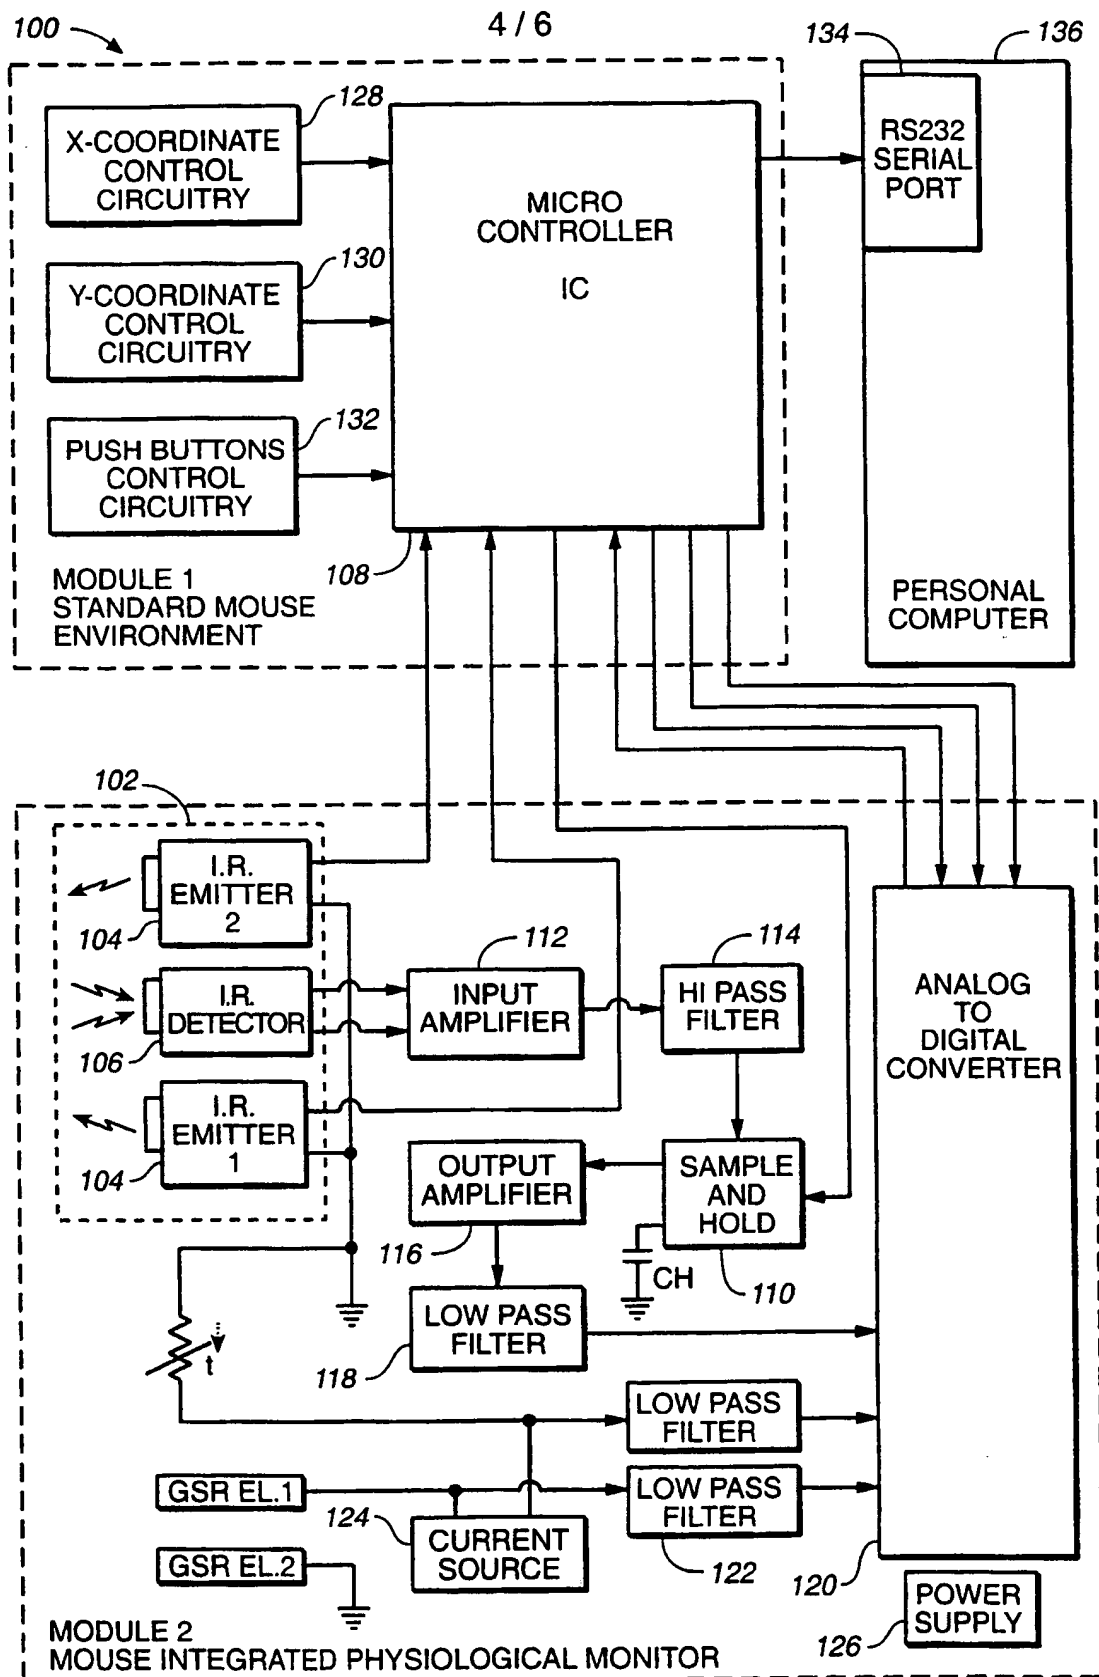 100
4 / 6
134
136
128
X-COORDINATE
CONTROL
CIRCUITRY
MICRO
CONTROLLER
IC
RS232
SERIAL
PORT
130
Y-COORDINATE
CONTROL
CIRCUITRY
132
PUSH BUTTONS
CONTROL
CIRCUITRY
108
MODULE 1
STANDARD MOUSE
ENVIRONMENT
PERSONAL
COMPUTER
102
I.R.
EMITTER
2
104
112
114
I.R.
DETECTOR
106
INPUT
AMPLIFIER
HI PASS
FILTER
ANALOG
TO
DIGITAL
CONVERTER
I.R.
EMITTER
1
104
OUTPUT
AMPLIFIER
116
SAMPLE
AND
HOLD
CH
110
LOW PASS
FILTER
118
t
LOW PASS
FILTER
GSR EL.1
124
CURRENT
SOURCE
LOW PASS
FILTER
122
GSR EL.2
120
POWER
SUPPLY
126
MODULE 2
MOUSE INTEGRATED PHYSIOLOGICAL MONITOR